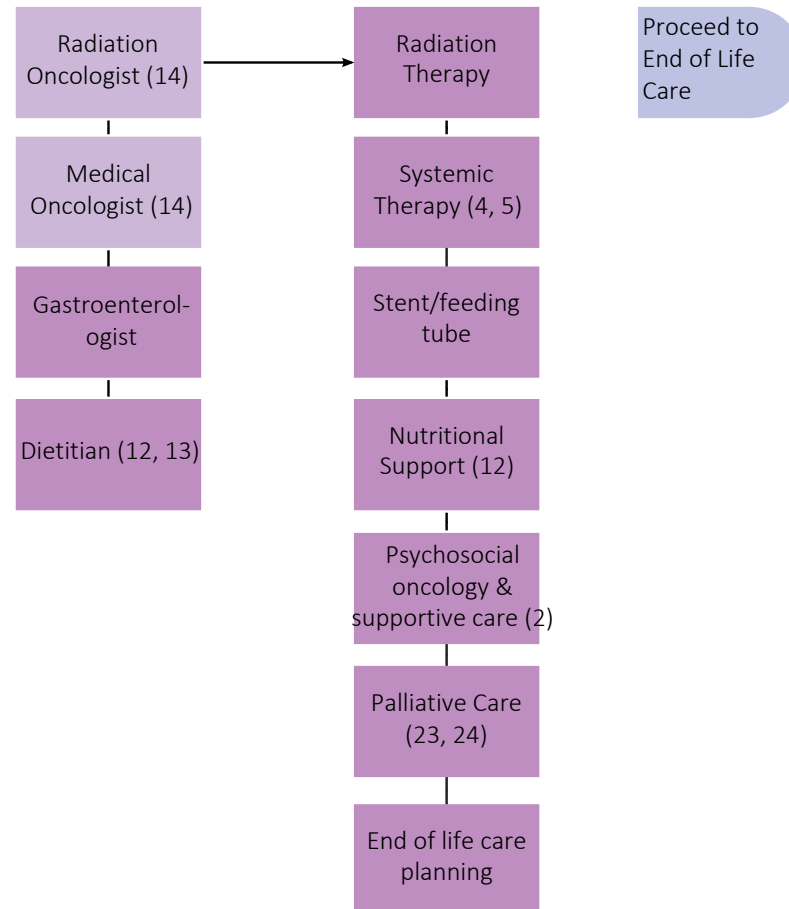 Radiation
Oncologist (14)
Medical
Oncologist (14)
Gastroenterol-
ogist
Dietitian (12, 13)
Radiation
Therapy
Systemic
Therapy (4, 5)
Stent/feeding
tube
Nutritional
Support (12)
Psychosocial
oncology &
supportive care (2)
Palliative Care
(23, 24)
End of life care
planning
Proceed to
End of Life
Care